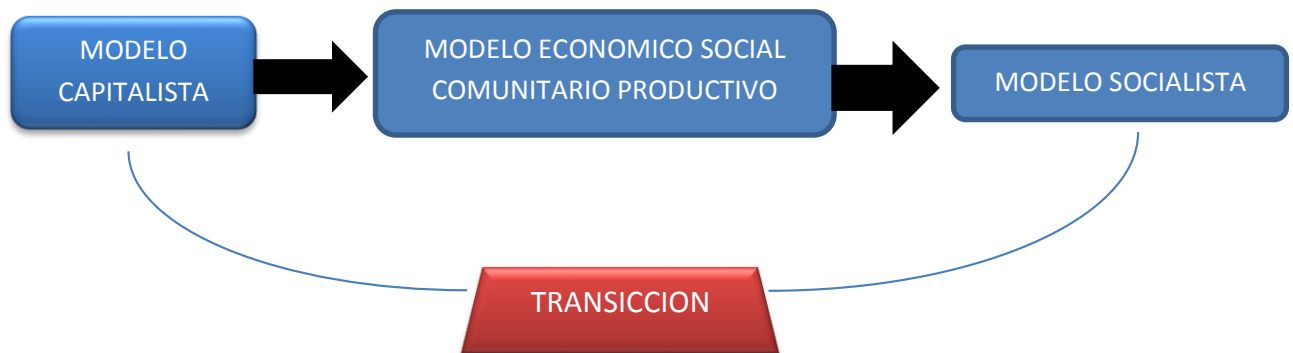 MODELO
CAPITALISTA
MODELO ECONOMICO SOCIAL
COMUNITARIO PRODUCTIVO
MODELO SOCIALISTA
TRANSICCION